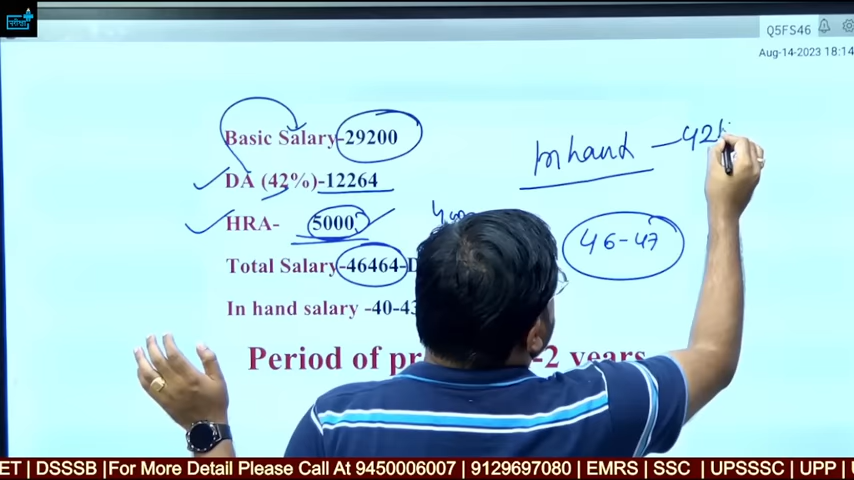 परीक्षा
Q5FS46
Aug-14-2023 18:14
Basic Salary-29200
Inhand - 42
DA (42%)-12264
HRA- 5000
46-47
Total Salary-46464-D
In hand salary -40-43
Period of pr -2 years
ET | DSSSB |For More Detail Please Call At 9450006007 | 9129697080 | EMRS | SSC | UPSSSC | UPP |